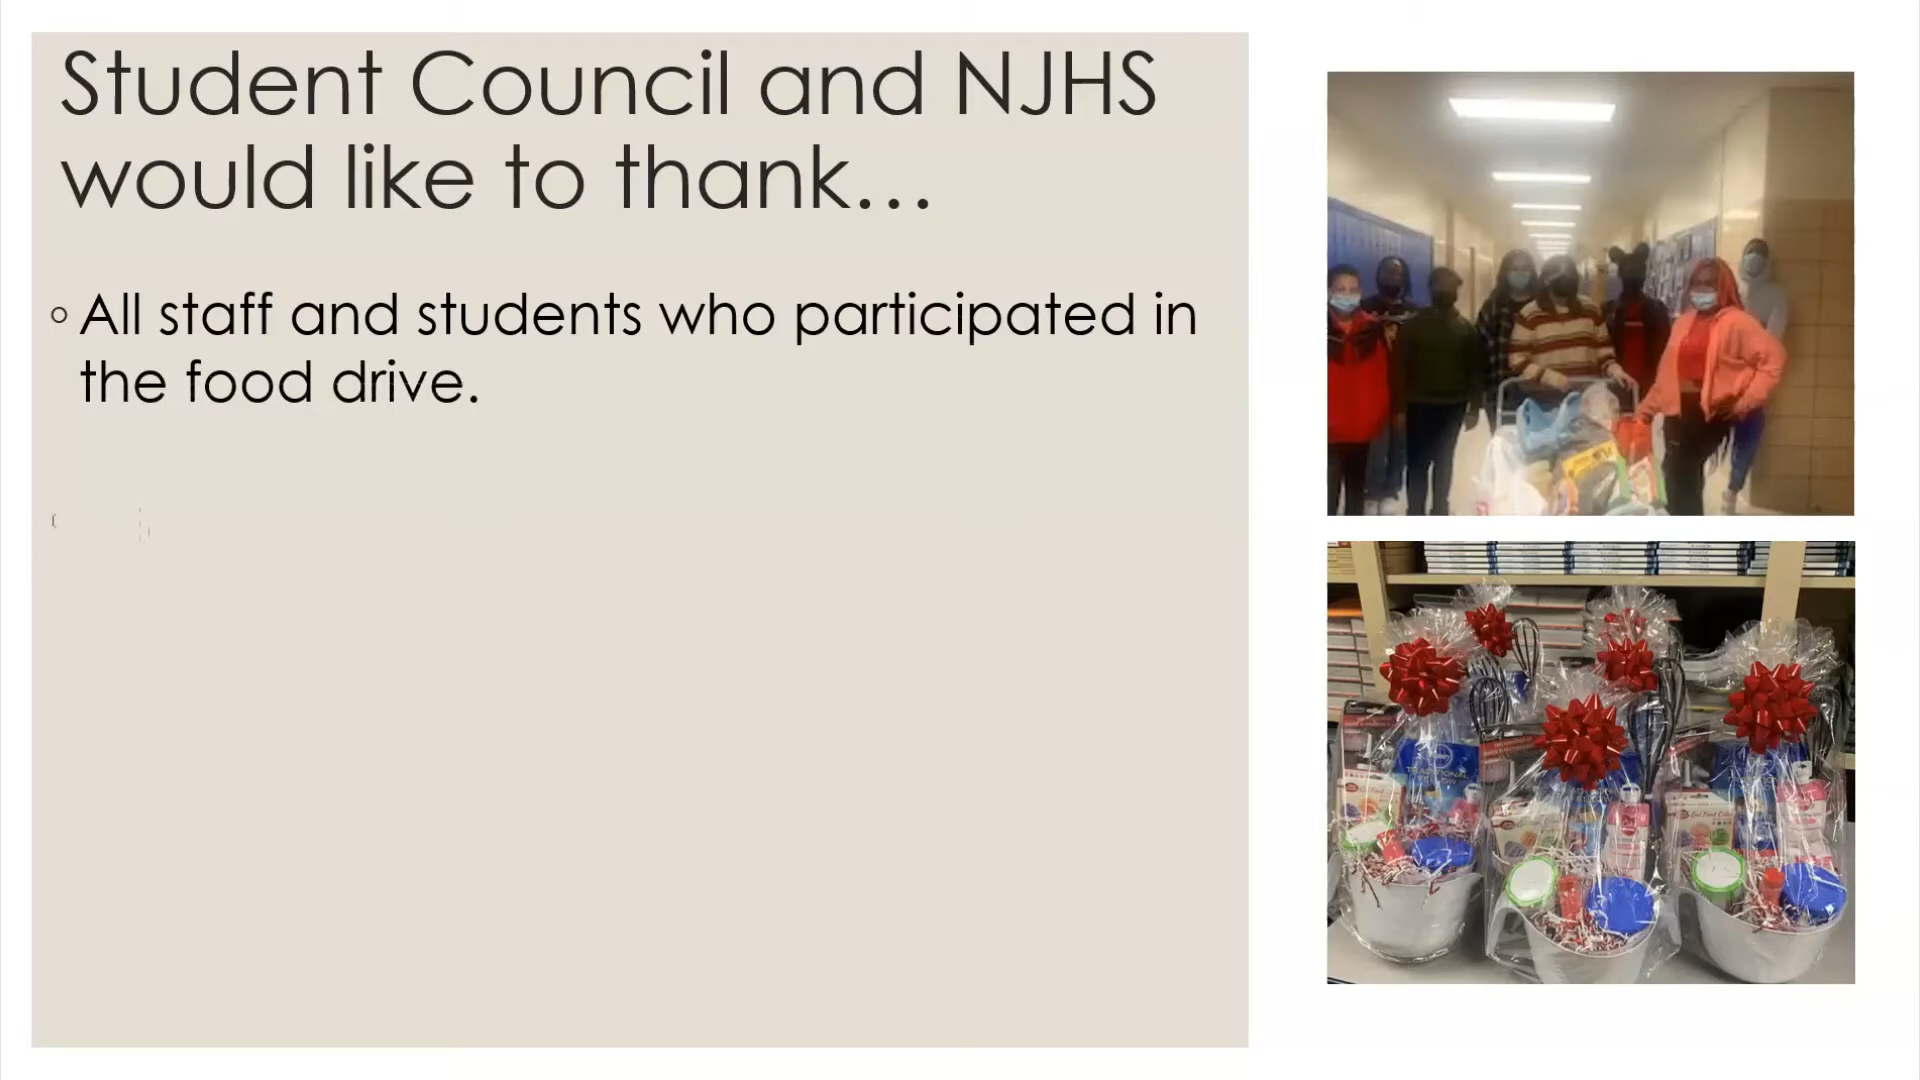 Student Council and NJHS
would like to thank…
◦ All staff and students who participated in
the food drive.